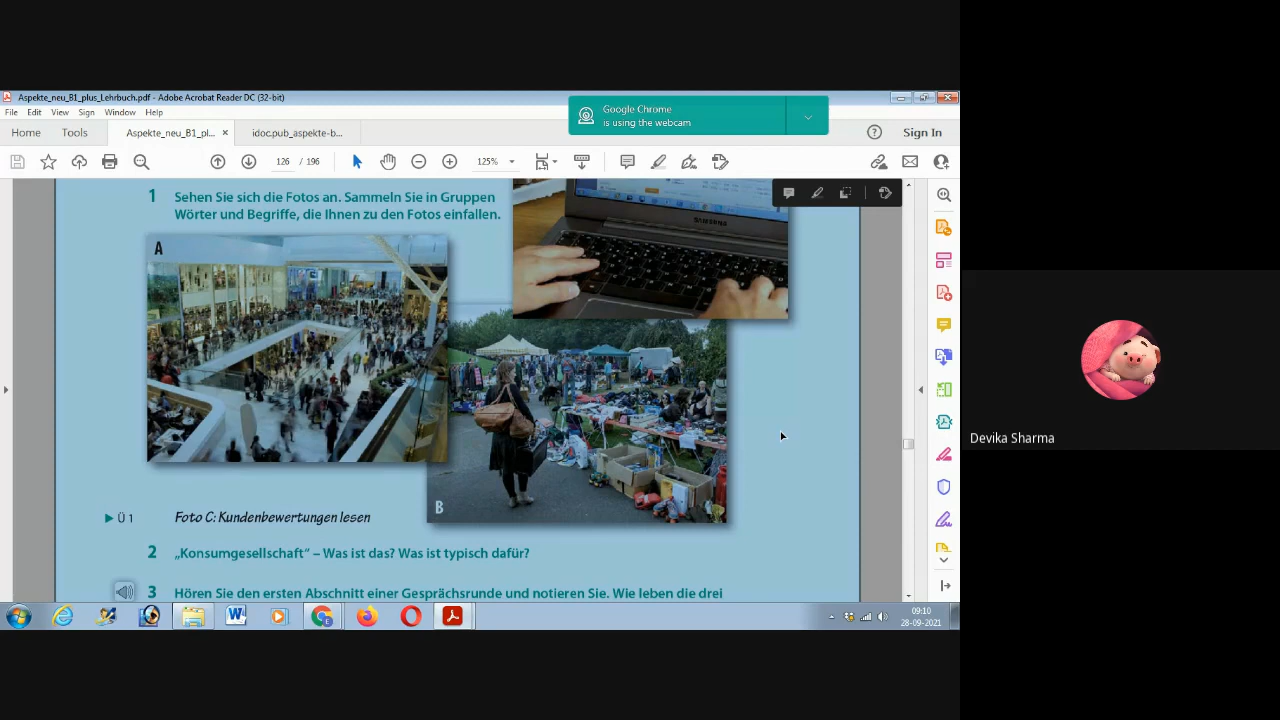 Aspekte_neu_B1_plus_Lehrbuch.pdf - Adobe Acrobat Reader DC (32-bit)
File Edit View Sign Window Help
Google Chrome
is using the webcam
Home Tools Aspekte_neu_B1_pl... × idoc.pub_aspekte-b...
Sign In
126 / 196
125%
1 Sehen Sie sich die Fotos an. Sammeln Sie in Gruppen
Wörter und Begriffe, die Ihnen zu den Fotos einfallen.
SAMSUNG
A
B
Ü 1 Foto C: Kundenbewertungen lesen
2 „Konsumgesellschaft“ – Was ist das? Was ist typisch dafür?
3 Hören Sie den ersten Abschnitt einer Gesprächsrunde und notieren Sie. Wie leben die drei
09:10
28-09-2021
Devika Sharma